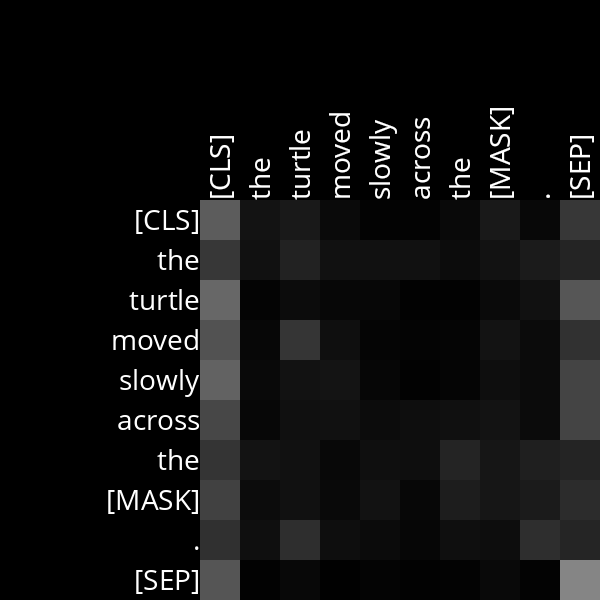 [CLS] the turtle moved slowly across the [MASK] . [SEP]
[CLS]
the
turtle
moved
slowly
across
the
[MASK]
.
[SEP]